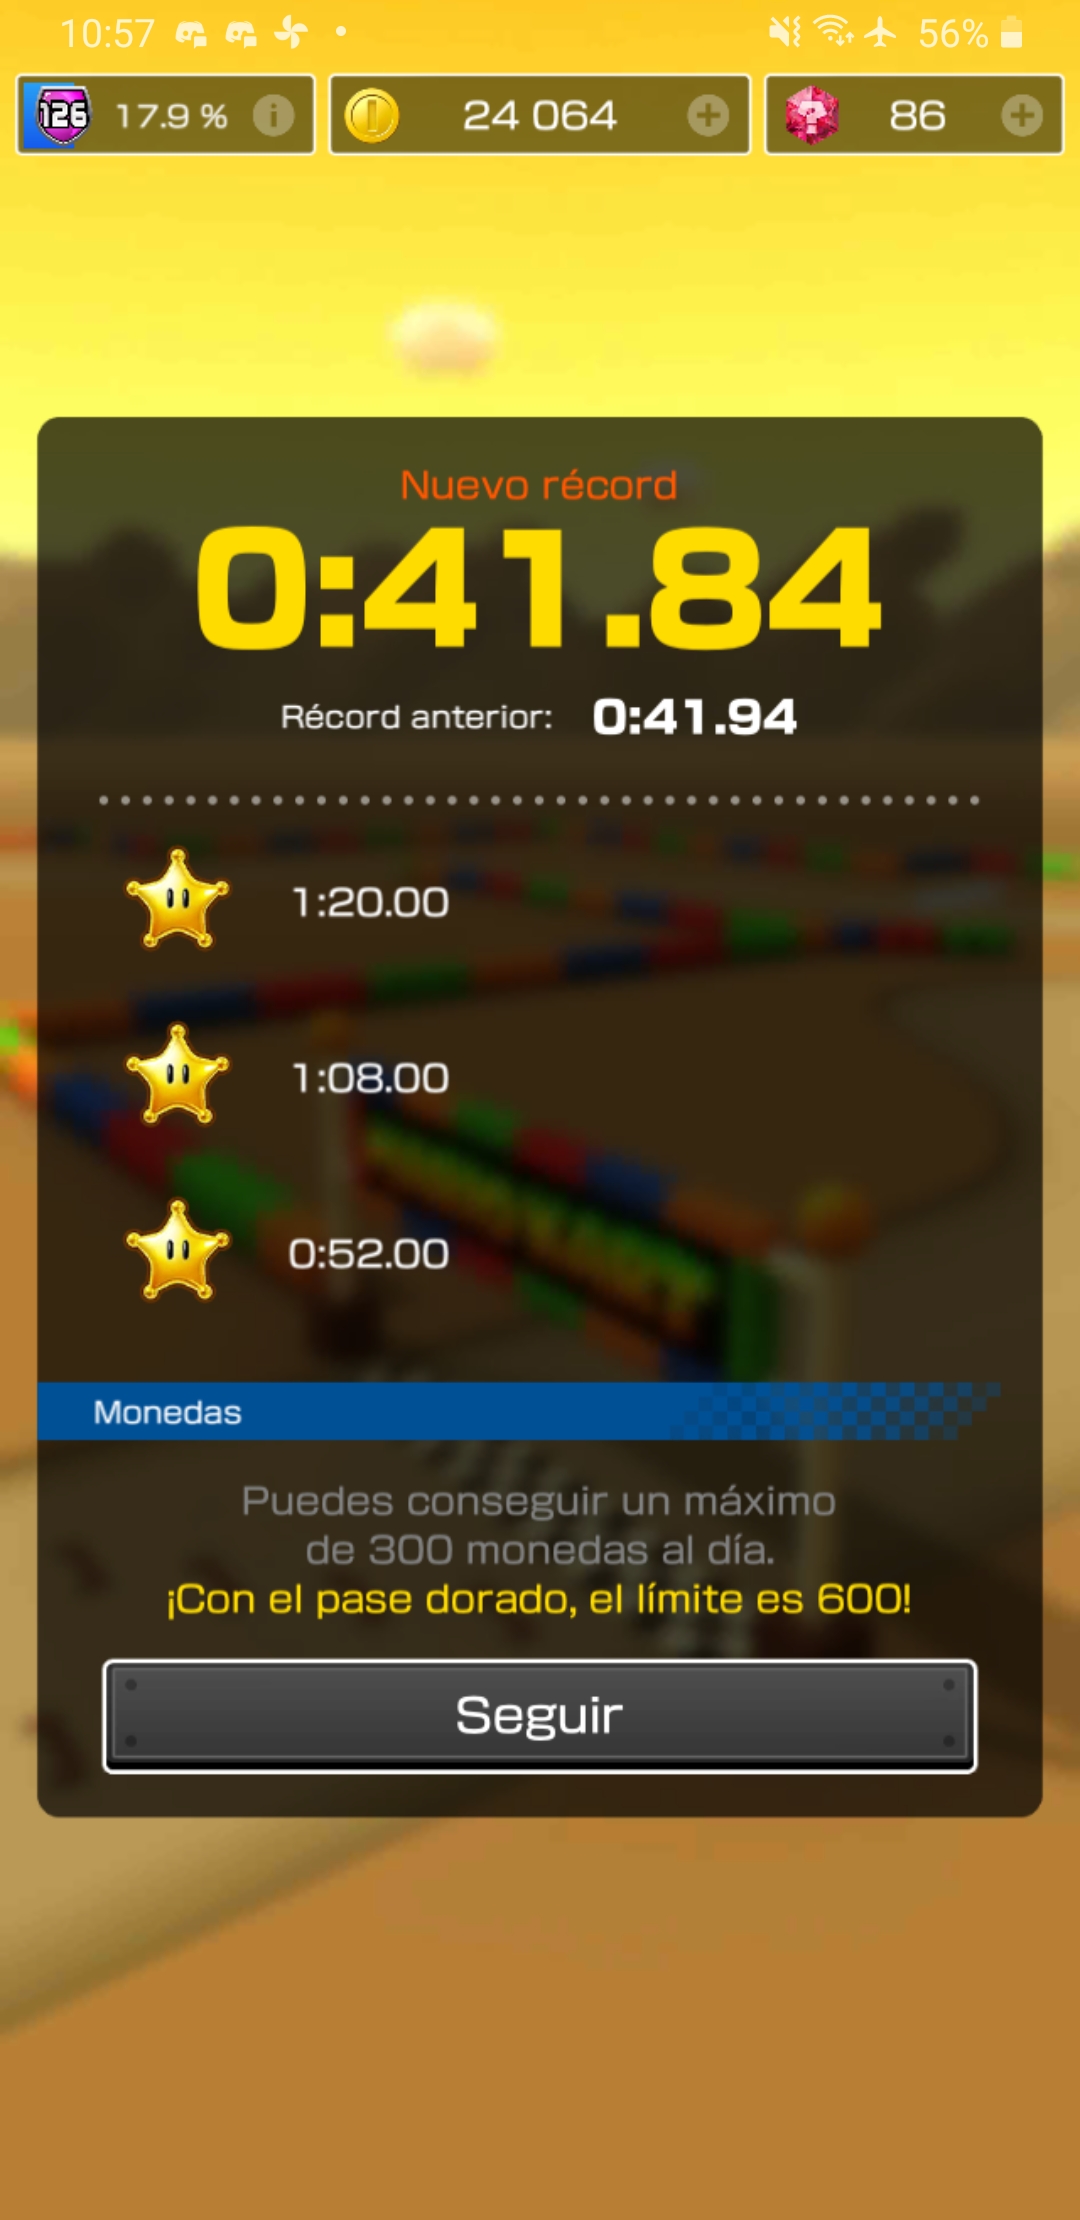 10:57 56%
126 17.9 % 24 064 86
Nuevo récord
0:41.84
Récord anterior: 0:41.94
1:20.00
1:08.00
0:52.00
Monedas
Puedes conseguir un máximo
de 300 monedas al día.
¡Con el pase dorado, el límite es 600!
Seguir